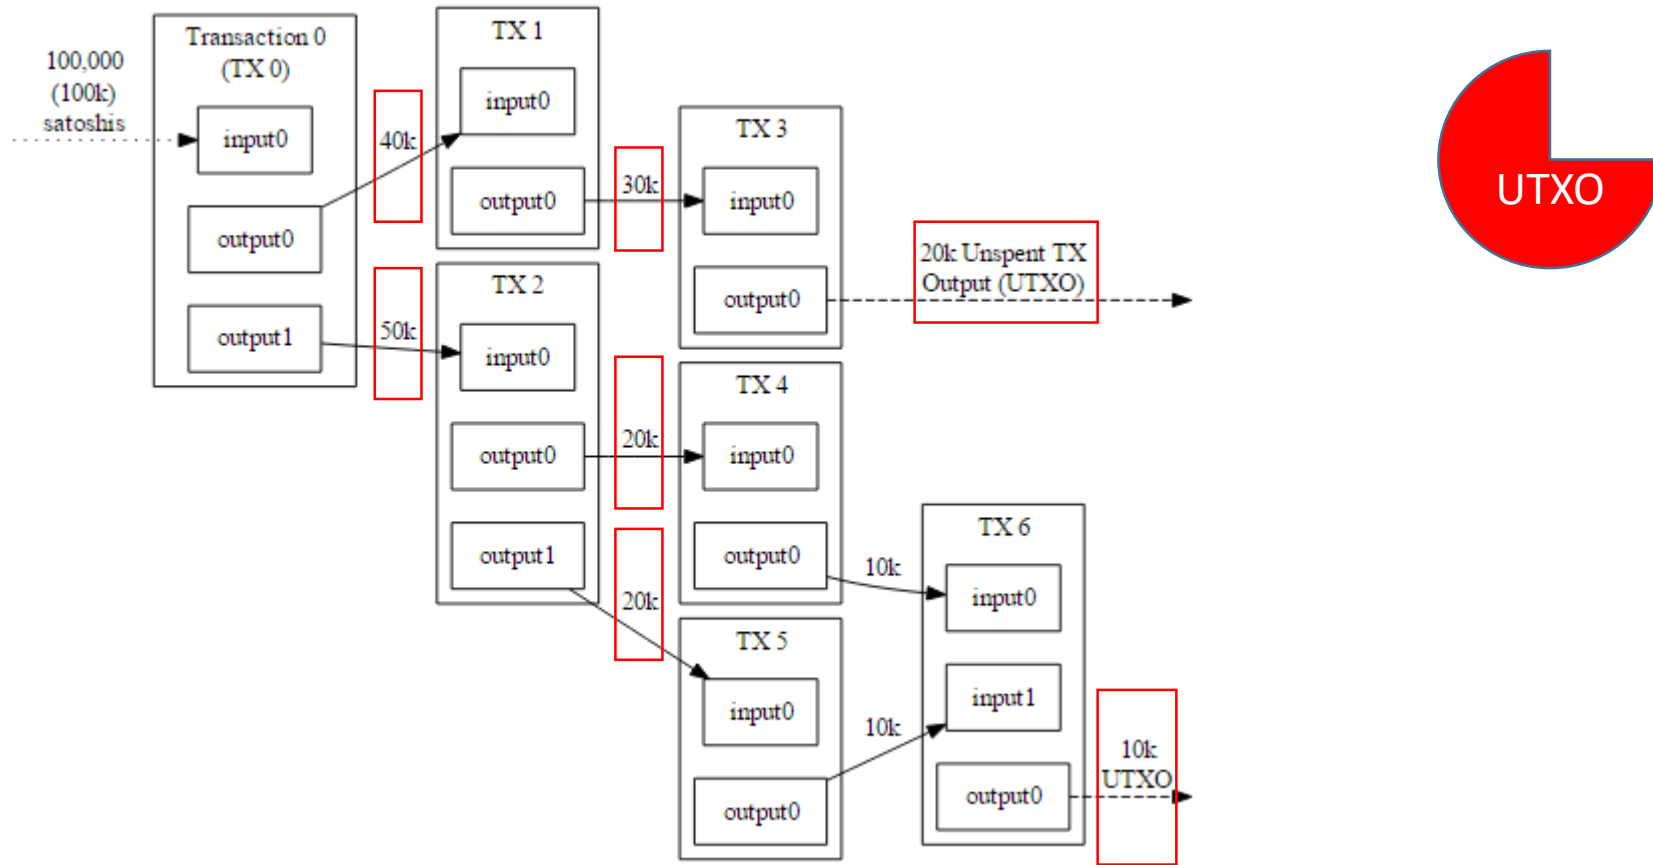 100,000
(100k)
satoshis
Transaction 0
(TX 0)
input0
output0
output1
40k
50k
TX 1
input0
output0
30k
TX 2
input0
output0
output1
20k
20k
TX 3
input0
output0
20k Unspent TX
Output (UTXO)
TX 4
input0
output0
10k
TX 5
input0
output0
10k
TX 6
input0
input1
output0
10k
UTXO
UTXO